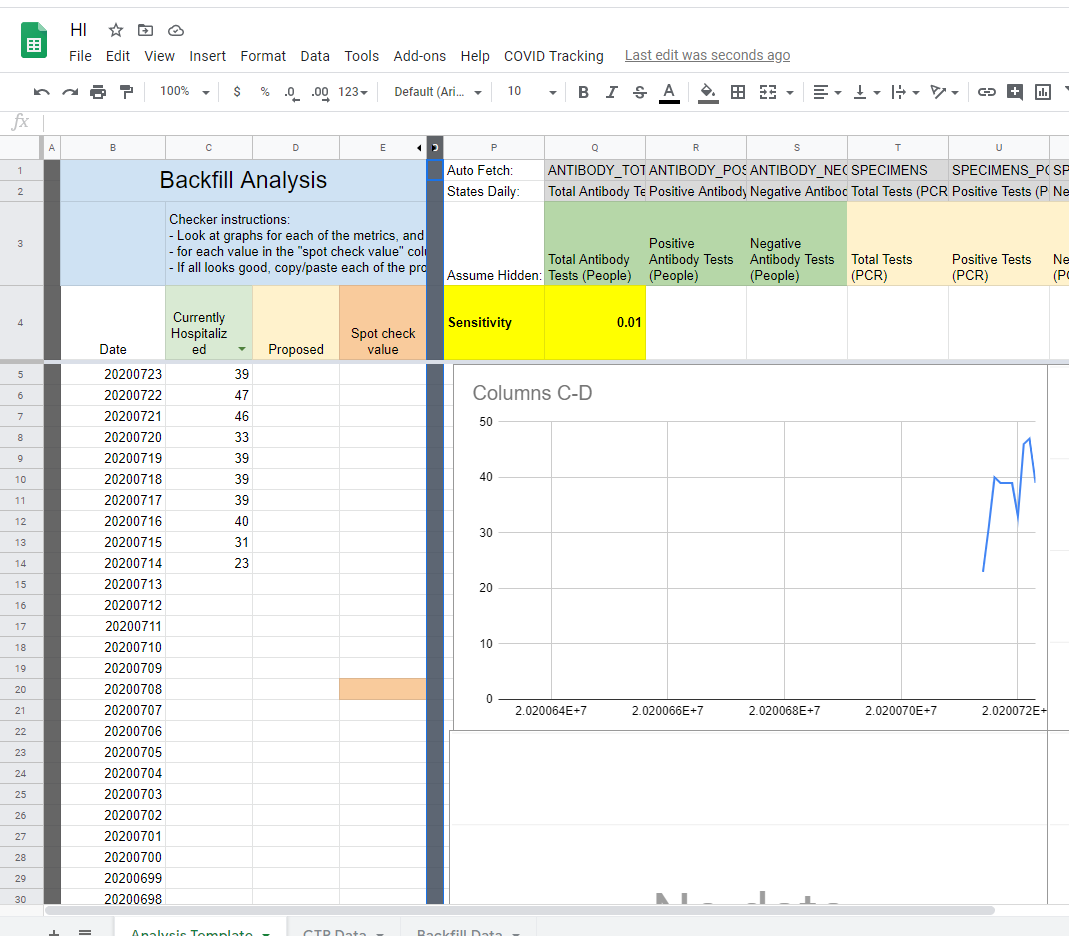 HI
File Edit View Insert Format Data Tools Add-ons Help COVID Tracking Last edit was seconds ago
100% $ % .0 .00 123 Default (Ari... 10 B I S A
fx
A B C D E P Q R S T U
1 Auto Fetch: ANTIBODY_TOT ANTIBODY_POS ANTIBODY_NEG SPECIMENS SPECIMENS_PO SP
Backfill Analysis
2 States Daily: Total Antibody Te Positive Antibody Negative Antiboc Total Tests (PCR Positive Tests (P Ne
3
Checker instructions:
- Look at graphs for each of the metrics, and
- for each value in the "spot check value" colu
- If all looks good, copy/paste each of the pro
Assume Hidden:
Total Antibody
Tests (People)
Positive
Antibody Tests
(People)
Negative
Antibody Tests
(People)
Total Tests
(PCR)
Positive Tests
(PCR)
Ne
(PC
4
Date
Currently
Hospitaliz
ed
Proposed
Spot check
value
Sensitivity 0.01
5 20200723 39
6 20200722 47
7 20200721 46
8 20200720 33
9 20200719 39
10 20200718 39
11 20200717 39
12 20200716 40
13 20200715 31
14 20200714 23
15 20200713
16 20200712
17 20200711
18 20200710
19 20200709
20 20200708
21 20200707
22 20200706
23 20200705
24 20200704
25 20200703
26 20200702
27 20200701
28 20200700
29 20200699
30 20200698
Columns C-D
50
40
30
20
10
0
2.020064E+7 2.020066E+7 2.020068E+7 2.020070E+7 2.020072E+
No data
Analysis Template CTP Data Backfill Data